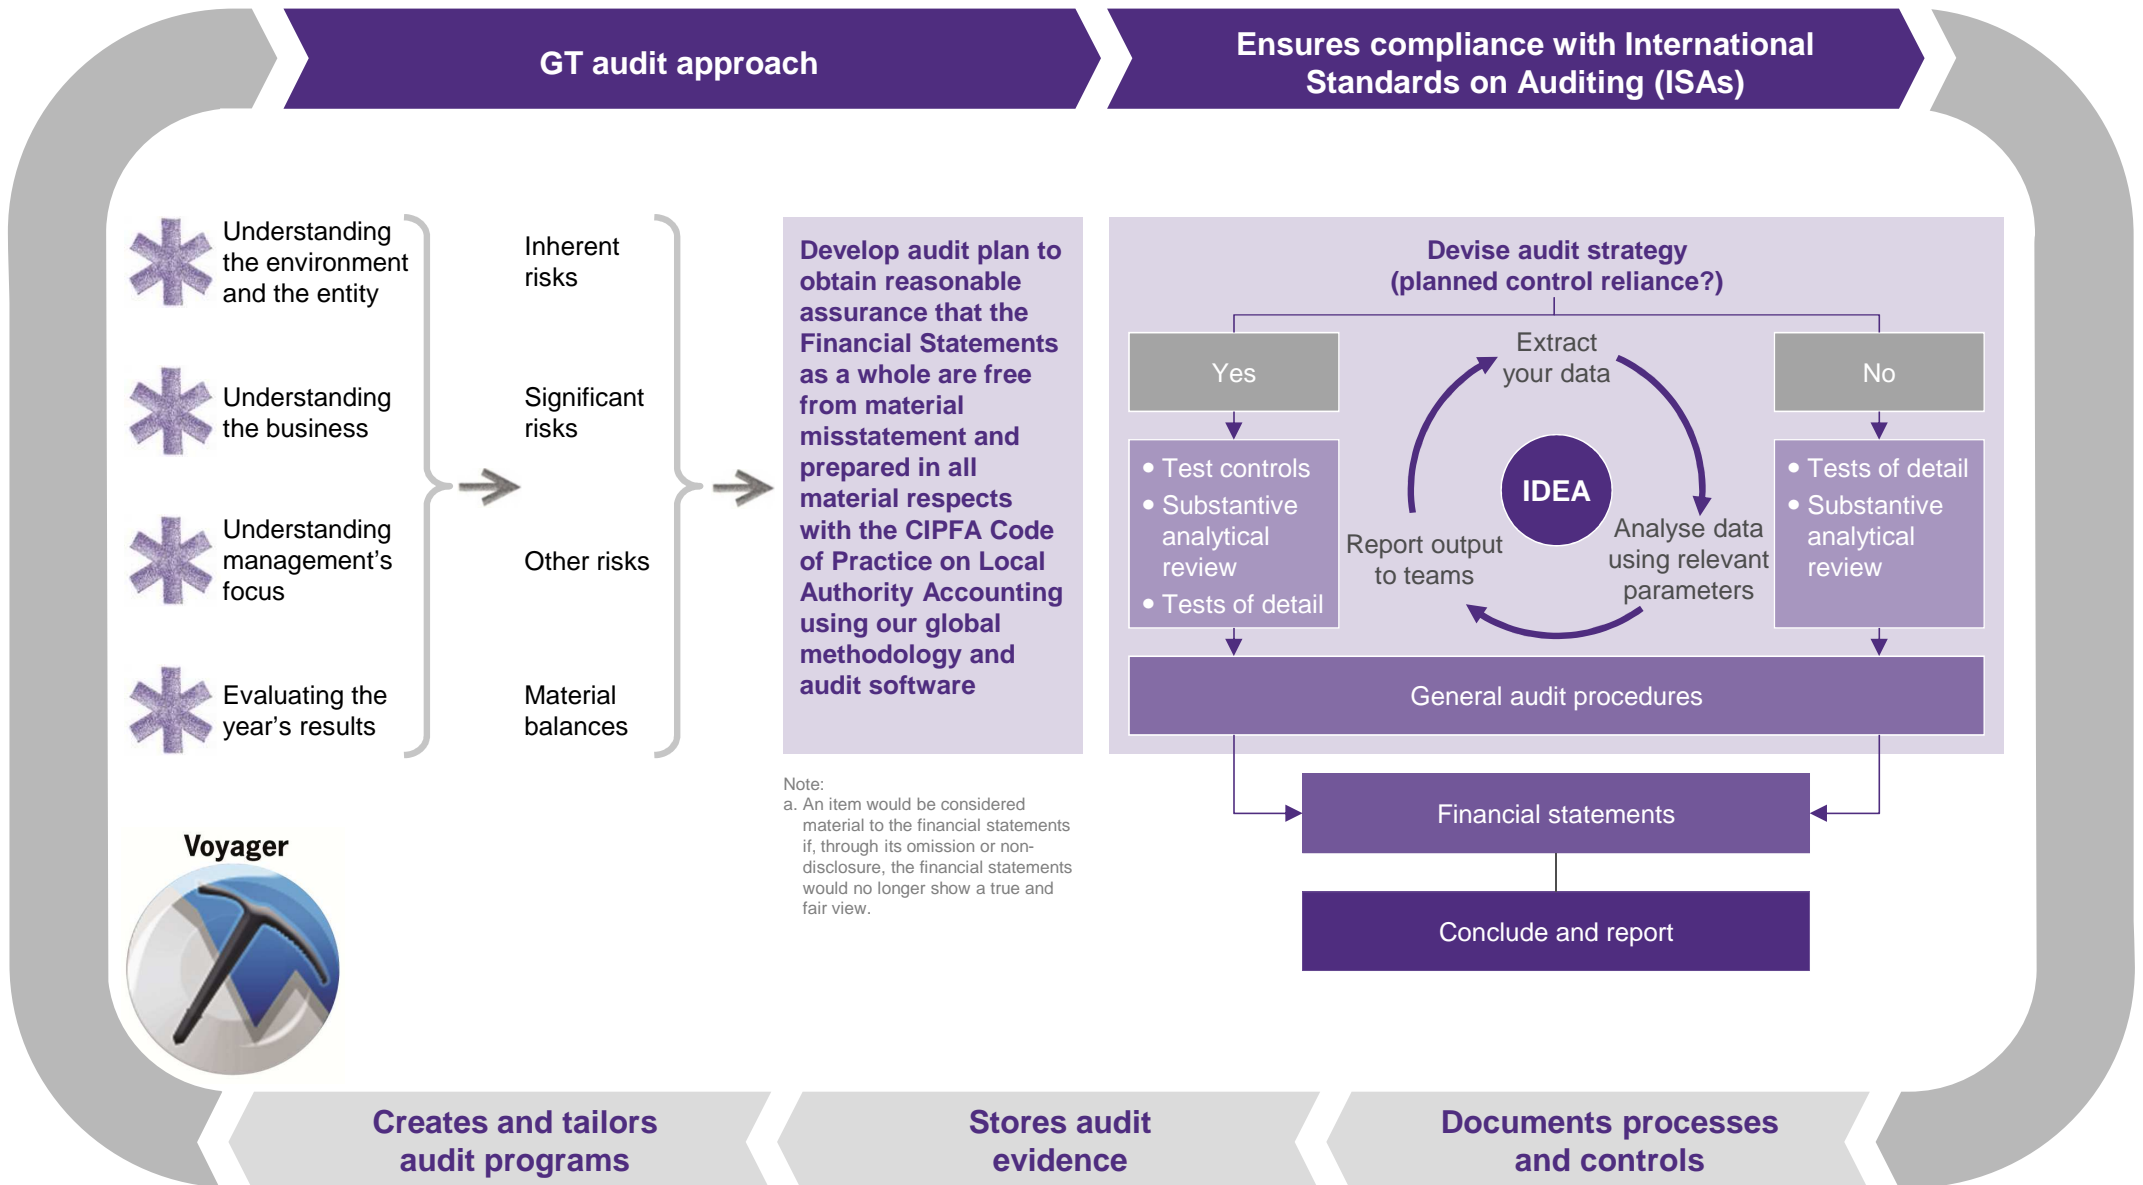 GT audit approach
Ensures compliance with International
Standards on Auditing (ISAs)
Understanding
the environment
and the entity
Understanding
the business
Understanding
management’s
focus
Evaluating the
year’s results
Inherent
risks
Significant
risks
Other risks
Material
balances
Develop audit plan to
obtain reasonable
assurance that the
Financial Statements
as a whole are free
from material
misstatement and
prepared in all
material respects
with the CIPFA Code
of Practice on Local
Authority Accounting
using our global
methodology and
audit software
Note:
a. An item would be considered
material to the financial statements
if, through its omission or non-
disclosure, the financial statements
would no longer show a true and
fair view.
Devise audit strategy
(planned control reliance?)
Yes
• Test controls
• Substantive
analytical
review
• Tests of detail
Extract
your data
IDEA
Analyse data
using relevant
parameters
Report output
to teams
No
• Tests of detail
• Substantive
analytical
review
General audit procedures
Financial statements
Conclude and report
Voyager
Creates and tailors
audit programs
Stores audit
evidence
Documents processes
and controls